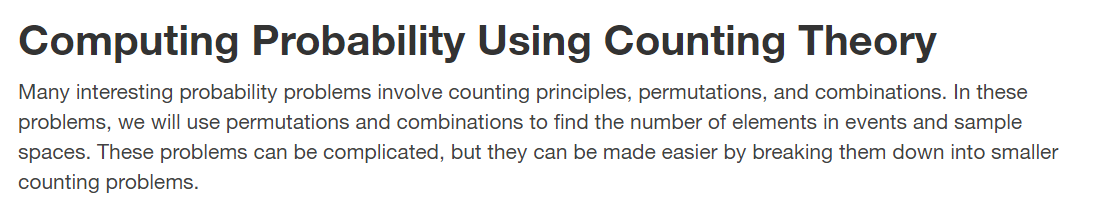 Computing Probability Using Counting Theory
Many interesting probability problems involve counting principles, permutations, and combinations. In these
problems, we will use permutations and combinations to find the number of elements in events and sample
spaces. These problems can be complicated, but they can be made easier by breaking them down into smaller
counting problems.